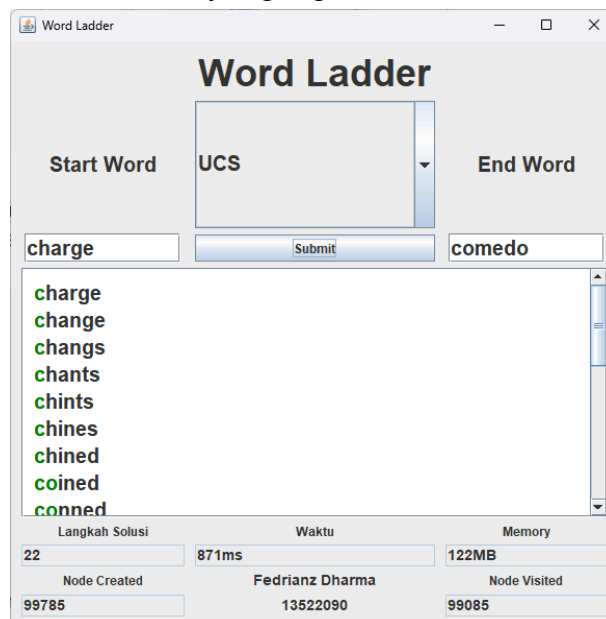 Word Ladder
Word Ladder
Start Word
UCS
End Word
charge
Submit
comedo
charge
change
changs
chants
chints
chines
chined
coined
conned
Langkah Solusi
Waktu
Memory
22
871ms
122MB
Node Created
Fedrianz Dharma
Node Visited
99785
13522090
99085